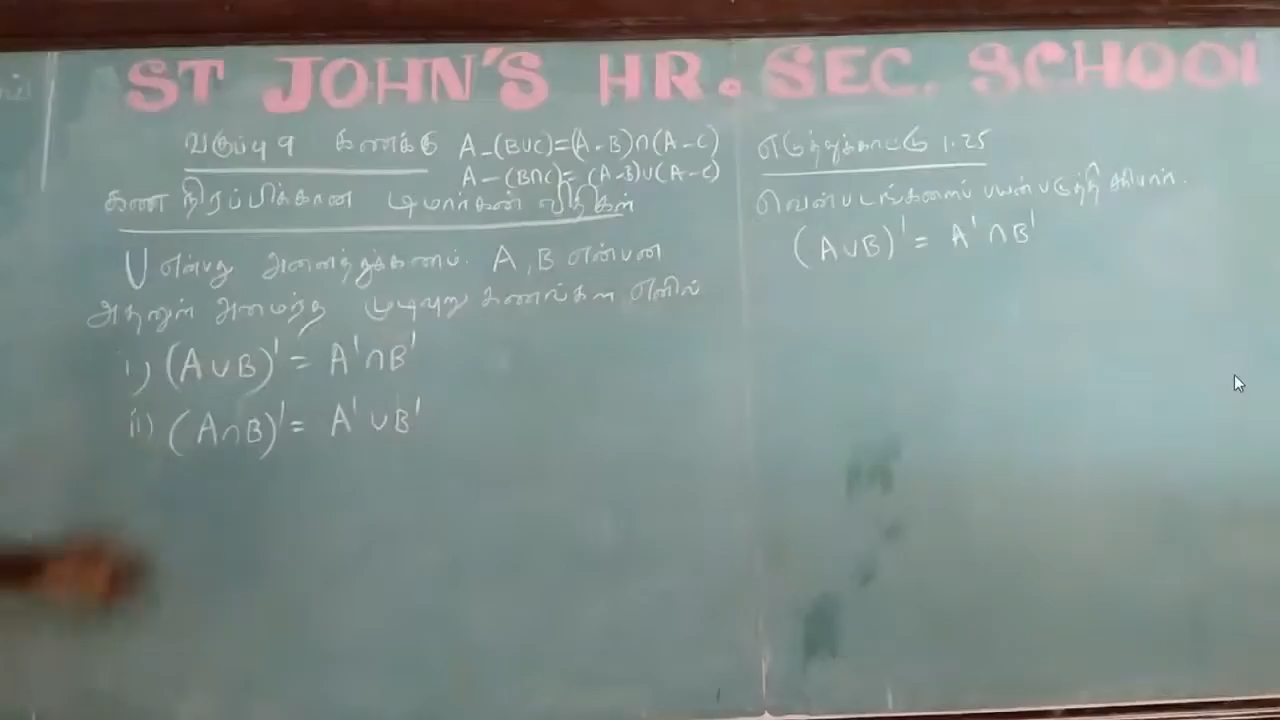 ST JOHN'S HR. SEC. SCHOOL
வகுப்பு 9 கணக்கு A-(B∪C)=(A-B)∩(A-C)
A-(B∩C)=(A-B)∪(A-C)
கண நிரப்பிக்கான டிமார்கன் விதிகள்
U என்பது அனைத்துக்கணம். A, B என்பன
அதனுள் அமைந்த முடிவுறு கணங்கள் எனில்
i) (A∪B)' = A'∩B'
ii) (A∩B)' = A'∪B'
எடுத்துக்காட்டு 1.25
வென்படங்களைப் பயன்படுத்தி சரிபார்.
(A∪B)' = A'∩B'